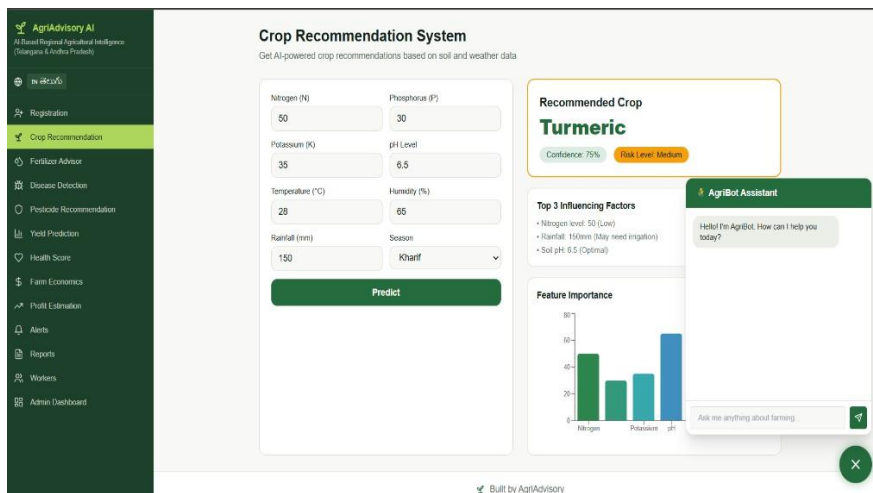 AgriAdvisory AI
AI-Based Regional Agricultural Intelligence
(Telangana & Andhra Pradesh)
IN తెలుగు
Registration
Crop Recommendation
Fertilizer Advisor
Disease Detection
Pesticide Recommendation
Yield Prediction
Health Score
Farm Economics
Profit Estimation
Alerts
Reports
Workers
Admin Dashboard
Crop Recommendation System
Get AI-powered crop recommendations based on soil and weather data
Nitrogen (N)
Phosphorus (P)
50
30
Potassium (K)
pH Level
35
6.5
Temperature (°C)
Humidity (%)
28
65
Rainfall (mm)
Season
150
Kharif
Predict
Recommended Crop
Turmeric
Confidence: 75%
Risk Level: Medium
Top 3 Influencing Factors
• Nitrogen level: 50 (Low)
• Rainfall: 150mm (May need irrigation)
• Soil pH: 6.5 (Optimal)
Feature Importance
80
60
40
20
0
Nitrogen
Potassium
pH
AgriBot Assistant
Hello! I'm AgriBot. How can I help you
today?
Ask me anything about farming...
Built by AgriAdvisory